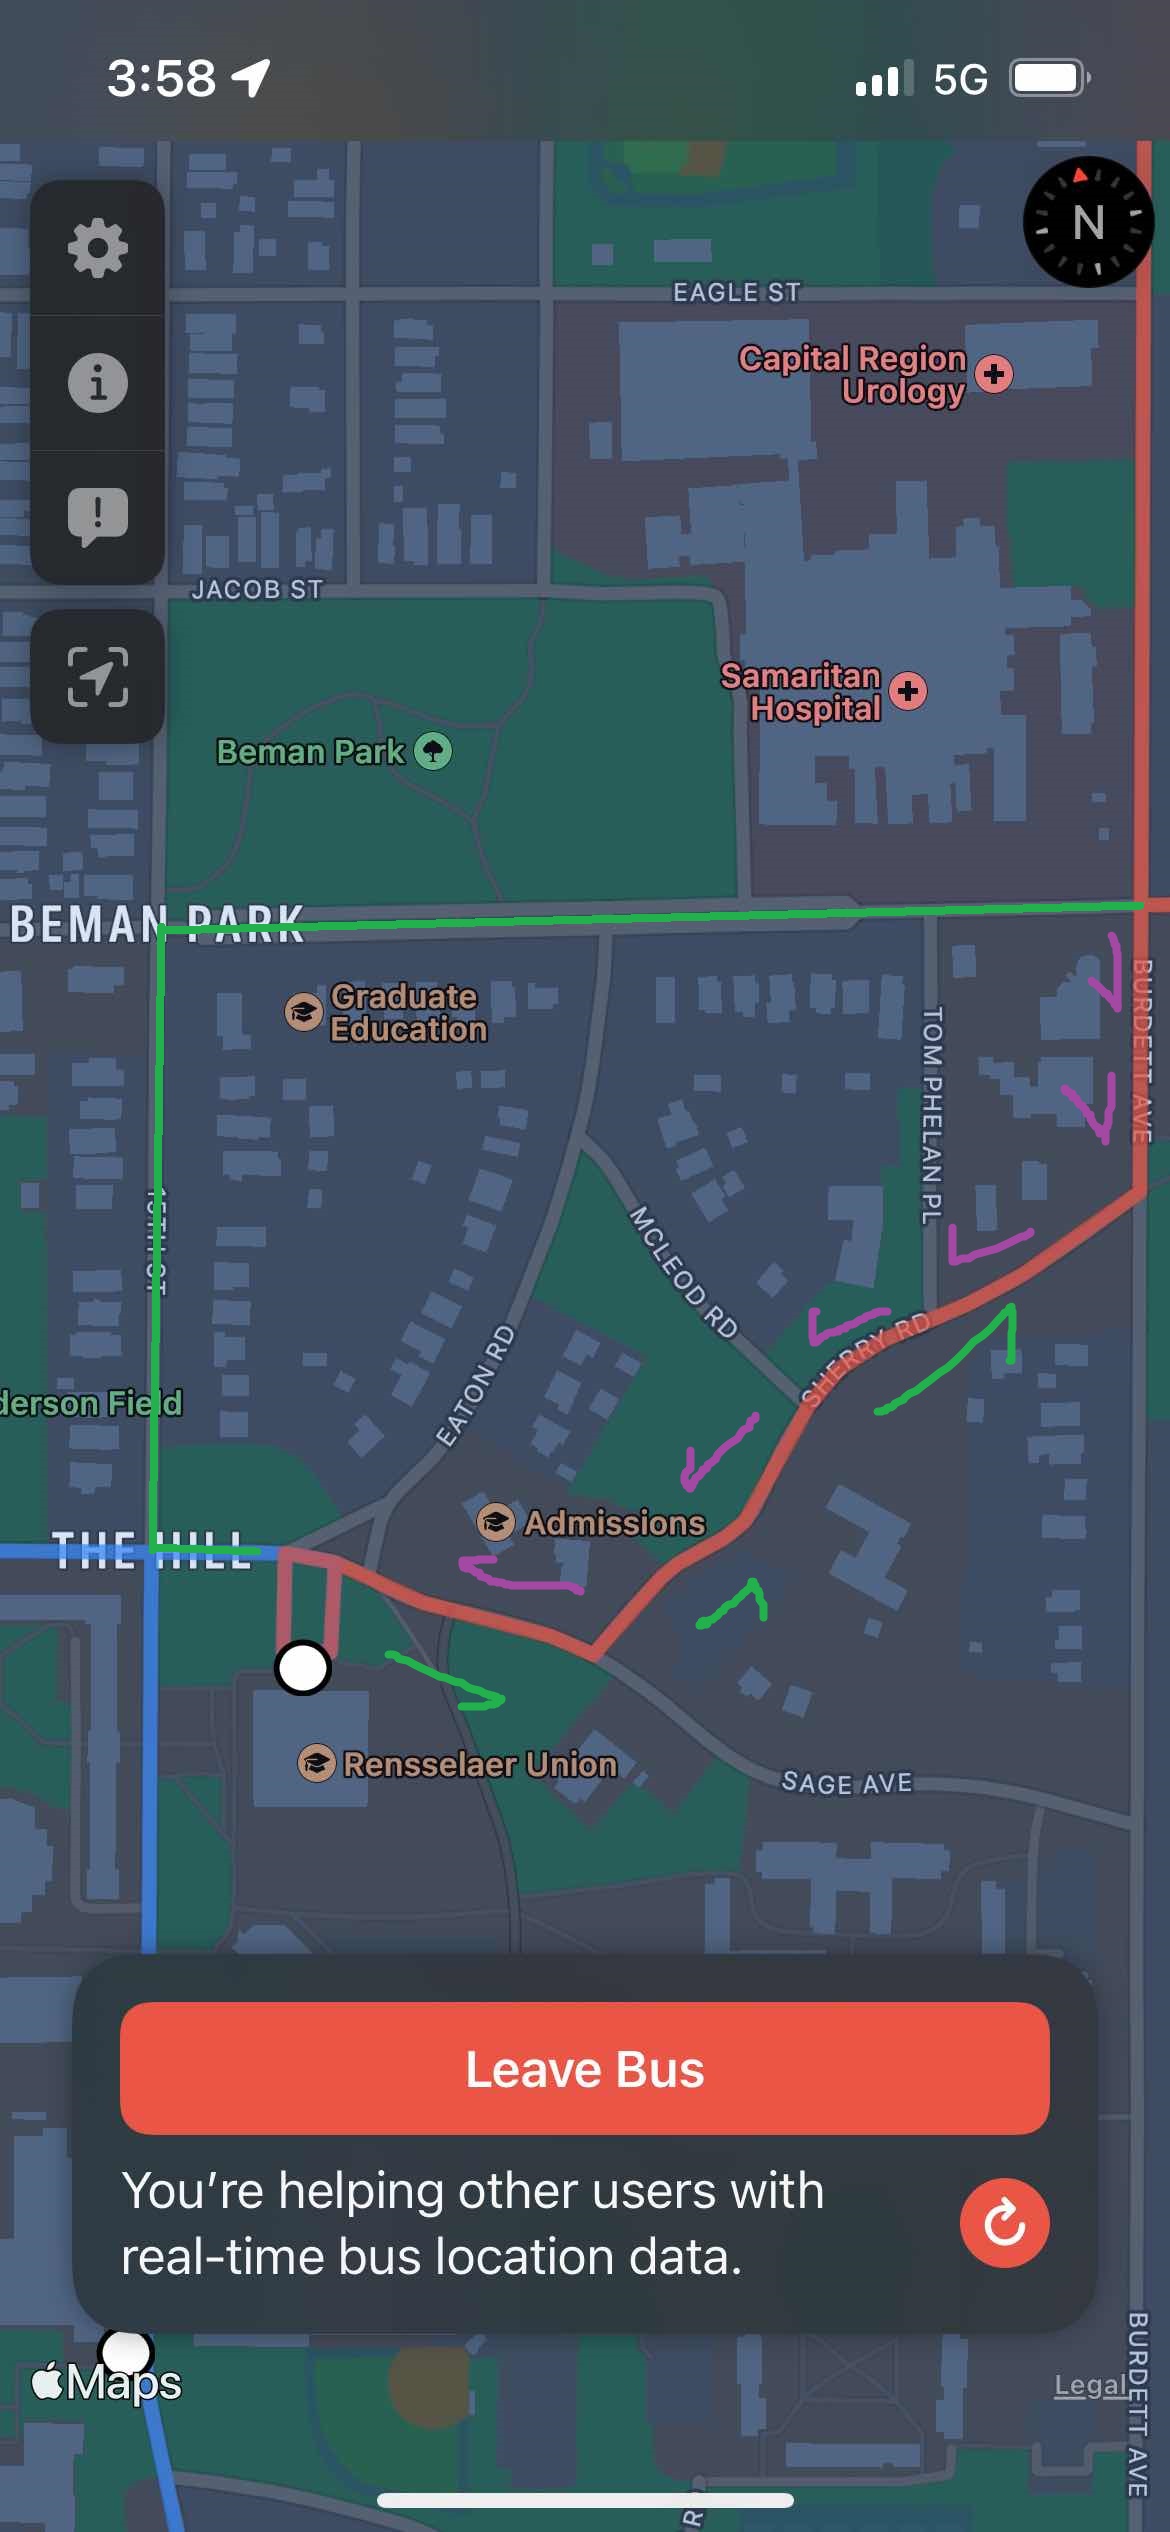 3:58
5G
N
EAGLE ST
Capital Region
Urology
JACOB ST
Samaritan
Hospital
Beman Park
BEMAN PARK
Graduate
Education
BURDETT AVE
TOM PHELAN PL
15TH ST
MCLEOD RD
SHERRY RD
EATON RD
derson Field
THE HILL
Admissions
Rensselaer Union
SAGE AVE
Leave Bus
You're helping other users with
real-time bus location data.
Maps
Legal
BURDETT AVE
R